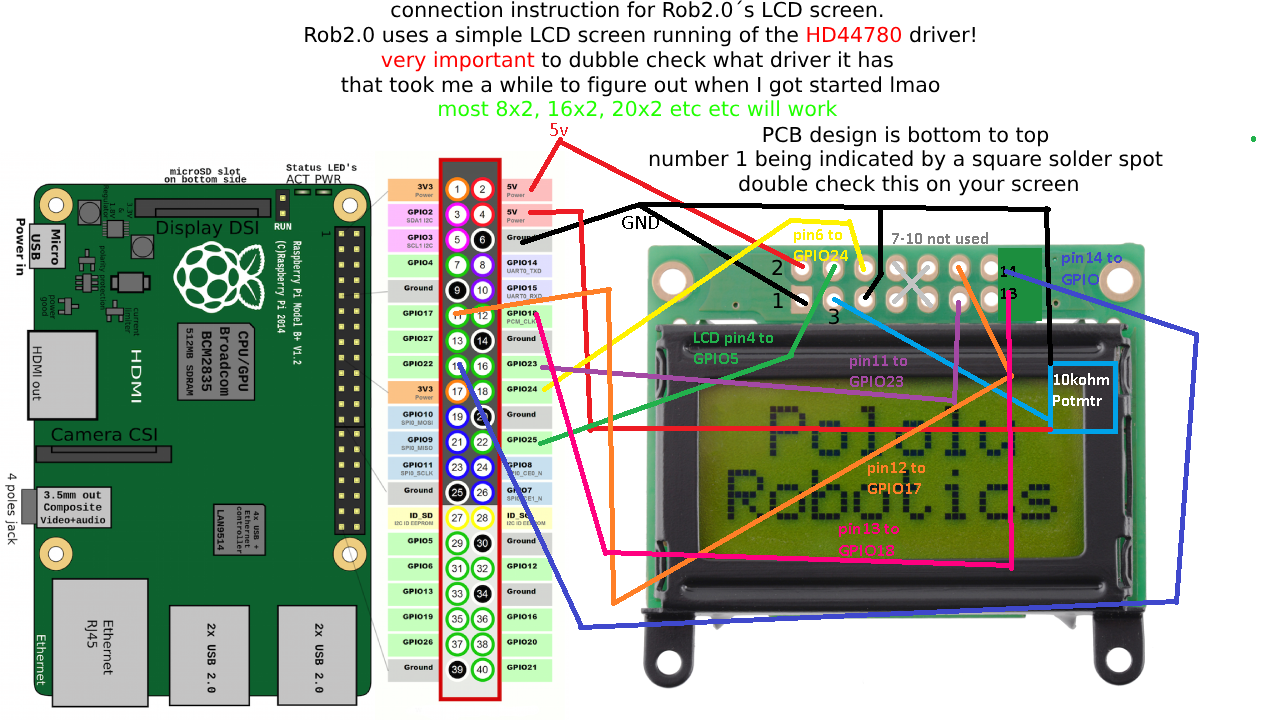 connection instruction for Rob2.0´s LCD screen.
Rob2.0 uses a simple LCD screen running of the HD44780 driver!
very important to dubble check what driver it has
that took me a while to figure out when I got started lmao
most 8x2, 16x2, 20x2 etc etc will work
PCB design is bottom to top
number 1 being indicated by a square solder spot
double check this on your screen
5v
GND
pin6 to
GPIO24
7-10 not used
pin14 to
GPIO
2
1
3
14
13
LCD pin4 to
GPIO5
pin11 to
GPIO23
10kohm
Potmtr
pin12 to
GPIO17
pin13 to
Pololu
Robotics
microSD slot
on bottom side
Status LED's
ACT PWR
Display DSI
RUN
1
Raspberry Pi Model B+ V1.2
(C)Raspberry Pi 2014
Micro
USB
Power in
polarity protection
power good
current limiter
HDMI out
HDMI
CPU/GPU
Broadcom
BCM2835
512MB SDRAM
Camera CSI
3.5mm out
Composite
Video+audio
4 poles jack
4x USB +
Ethernet
controller
LAN9514
Ethernet
Ethernet
RJ45
2x USB 2.0
2x USB 2.0
3V3 Power 1 2 5V Power
GPIO2 SDA1 I2C 3 4 5V Power
GPIO3 SCL1 I2C 5 6 Ground
GPIO4 7 8 GPIO14 UART0_TXD
Ground 9 10 GPIO15 UART0_RXD
GPIO17 11 12 PCM_CLK
GPIO27 13 14 Ground
GPIO22 16 GPIO23
3V3 Power 17 18 GPIO24
GPIO10 SPI0_MOSI 19 Ground
GPIO9 SPI0_MISO 21 22 GPIO25
GPIO11 SPI0_SCLK 23 24 GPIO8 SPI0_CE0_N
Ground 25 26 GPIO7 SPI0_CE1_N
ID_SD I2C ID EEPROM 27 28 I2C ID EEPROM
GPIO5 29 30 Ground
GPIO6 31 32 GPIO12
GPIO13 33 34 Ground
GPIO19 35 36 GPIO16
GPIO26 37 38 GPIO20
Ground 39 40 GPIO21